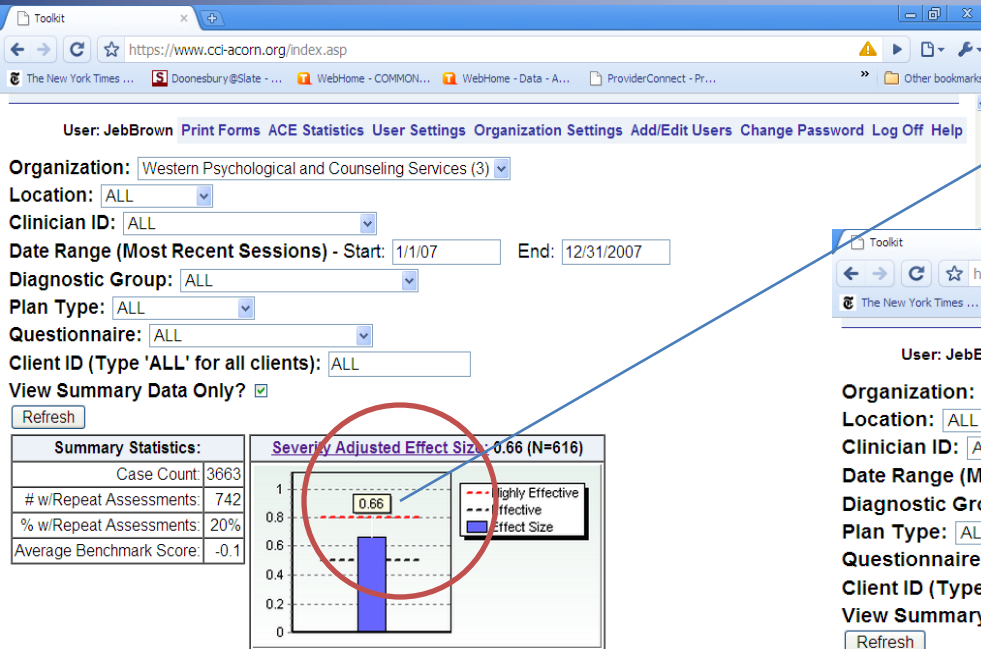 Toolkit
https://www.cci-acorn.org/index.asp
The New York Times ... Doonesbury@Slate - ... WebHome - COMMON... WebHome - Data - A... ProviderConnect - Pr... » Other bookmarks
User: JebBrown Print Forms ACE Statistics User Settings Organization Settings Add/Edit Users Change Password Log Off Help
Organization: Western Psychological and Counseling Services (3)
Location: ALL
Clinician ID: ALL
Date Range (Most Recent Sessions) - Start: 1/1/07 End: 12/31/2007
Diagnostic Group: ALL
Plan Type: ALL
Questionnaire: ALL
Client ID (Type 'ALL' for all clients): ALL
View Summary Data Only?
Refresh
Summary Statistics:
Case Count: 3663
# w/Repeat Assessments: 742
% w/Repeat Assessments: 20%
Average Benchmark Score: -0.1
Severity Adjusted Effect Size: 0.66 (N=616)
1
0.8
0.6
0.4
0.2
0
0.66
Highly Effective
Effective
Effect Size
Toolkit
h
The New York Times ...
User: JebB
Organization:
Location: ALL
Clinician ID: A
Date Range (M
Diagnostic Gro
Plan Type: AL
Questionnaire
Client ID (Type
View Summary
Refresh